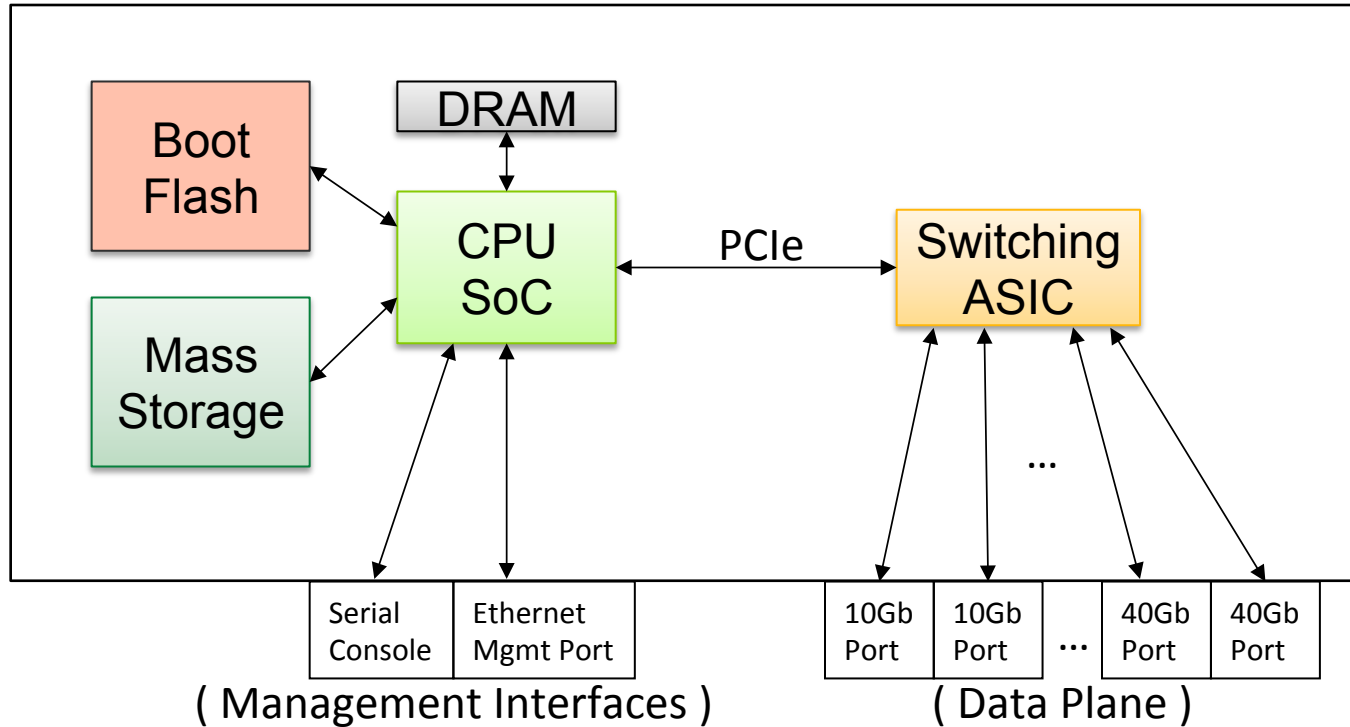 Boot
Flash
DRAM
CPU
SoC
PCIe
Switching
ASIC
Mass
Storage
...
Serial
Console
Ethernet
Mgmt Port
10Gb
Port
10Gb
Port
...
40Gb
Port
40Gb
Port
( Management Interfaces )
( Data Plane )